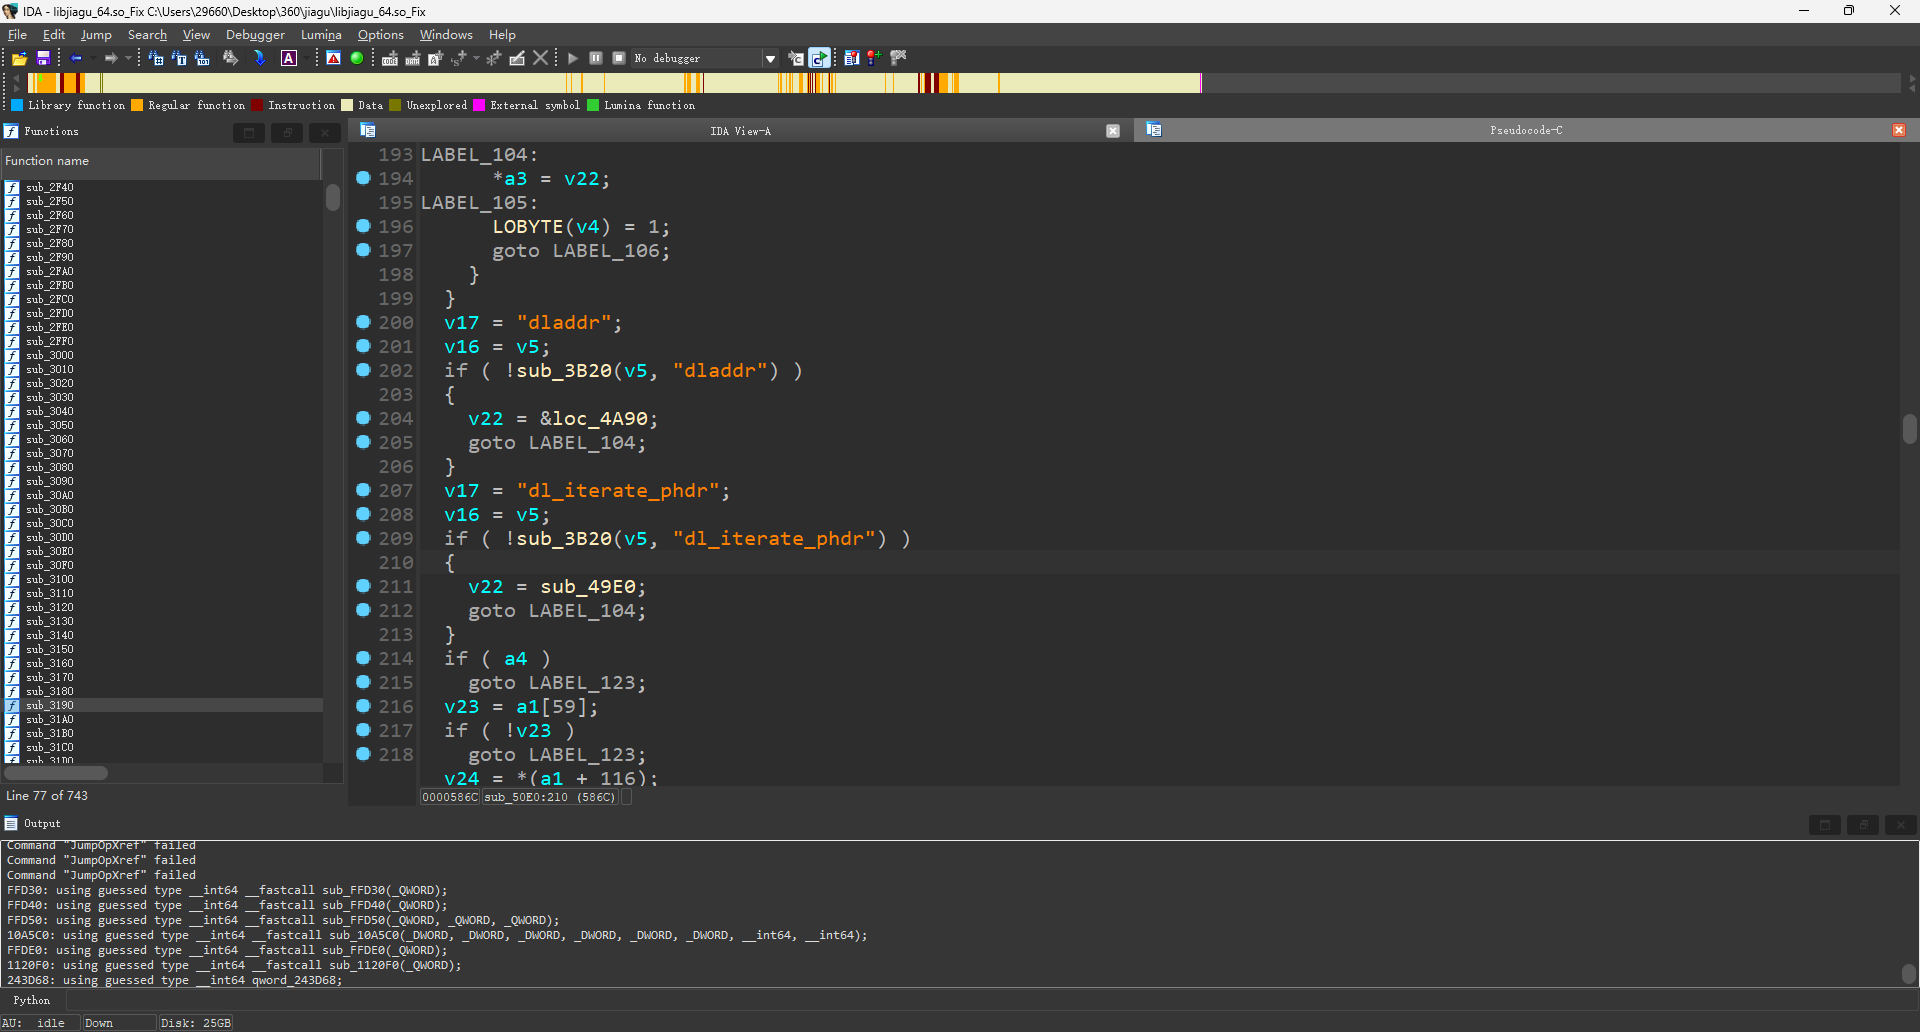 IDA - libjiagu_64.so_Fix C:\Users\29660\Desktop\360\jiagu\libjiagu_64.so_Fix
File Edit Jump Search View Debugger Lumina Options Windows Help
No debugger
Library function Regular function Instruction Data Unexplored External symbol Lumina function
Functions
IDA View-A
Pseudocode-C
Function name
sub_2F40
sub_2F50
sub_2F60
sub_2F70
sub_2F80
sub_2F90
sub_2FA0
sub_2FB0
sub_2FC0
sub_2FD0
sub_2FE0
sub_2FF0
sub_3000
sub_3010
sub_3020
sub_3030
sub_3040
sub_3050
sub_3060
sub_3070
sub_3080
sub_3090
sub_30A0
sub_30B0
sub_30C0
sub_30D0
sub_30E0
sub_30F0
sub_3100
sub_3110
sub_3120
sub_3130
sub_3140
sub_3150
sub_3160
sub_3170
sub_3180
sub_3190
sub_31A0
sub_31B0
sub_31C0
sub_31D0
Line 77 of 743
193 LABEL_104:
194 *a3 = v22;
195 LABEL_105:
196 LOBYTE(v4) = 1;
197 goto LABEL_106;
198 }
199 }
200 v17 = "dladdr";
201 v16 = v5;
202 if ( !sub_3B20(v5, "dladdr") )
203 {
204 v22 = &loc_4A90;
205 goto LABEL_104;
206 }
207 v17 = "dl_iterate_phdr";
208 v16 = v5;
209 if ( !sub_3B20(v5, "dl_iterate_phdr") )
210 {
211 v22 = sub_49E0;
212 goto LABEL_104;
213 }
214 if ( a4 )
215 goto LABEL_123;
216 v23 = a1[59];
217 if ( !v23 )
218 goto LABEL_123;
v24 = *(a1 + 116);
0000586C sub_50E0:210 (586C)
Output
Command "JumpOpXref" failed
Command "JumpOpXref" failed
Command "JumpOpXref" failed
FFD30: using guessed type __int64 __fastcall sub_FFD30(_QWORD);
FFD40: using guessed type __int64 __fastcall sub_FFD40(_QWORD);
FFD50: using guessed type __int64 __fastcall sub_FFD50(_QWORD, _QWORD, _QWORD);
10A5C0: using guessed type __int64 __fastcall sub_10A5C0(_DWORD, _DWORD, _DWORD, _DWORD, _DWORD, _DWORD, __int64, __int64);
FFDE0: using guessed type __int64 __fastcall sub_FFDE0(_QWORD);
1120F0: using guessed type __int64 __fastcall sub_1120F0(_QWORD);
243D68: using guessed type __int64 qword_243D68;
Python
AU: idle Down Disk: 25GB